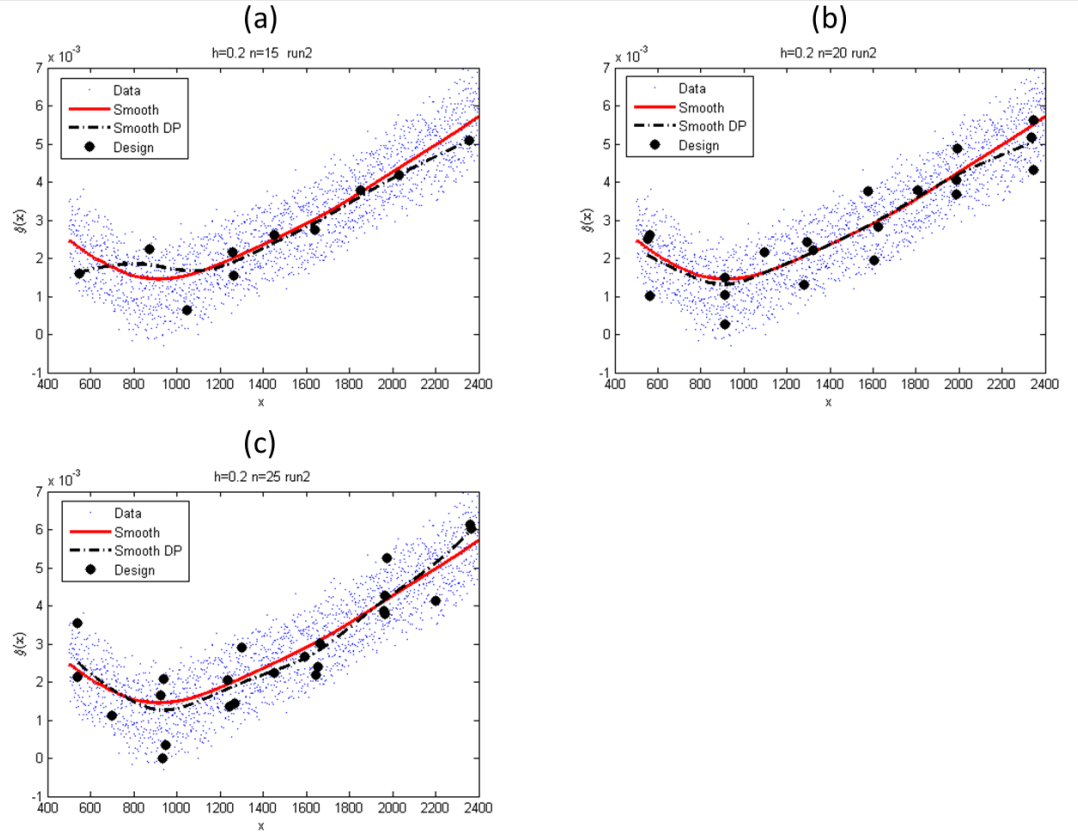 (a)
h=0.2 n=15 run2
x 10^-3
7
6
5
4
3
2
1
0
-1
ĝ(x)
Data
Smooth
Smooth DP
Design
400 600 800 1000 1200 1400 1600 1800 2000 2200 2400
x
(b)
h=0.2 n=20 run2
x 10^-3
7
6
5
4
3
2
1
0
-1
ĝ(x)
Data
Smooth
Smooth DP
Design
400 600 800 1000 1200 1400 1600 1800 2000 2200 2400
x
(c)
h=0.2 n=25 run2
x 10^-3
7
6
5
4
3
2
1
0
-1
ĝ(x)
Data
Smooth
Smooth DP
Design
400 600 800 1000 1200 1400 1600 1800 2000 2200 2400
x